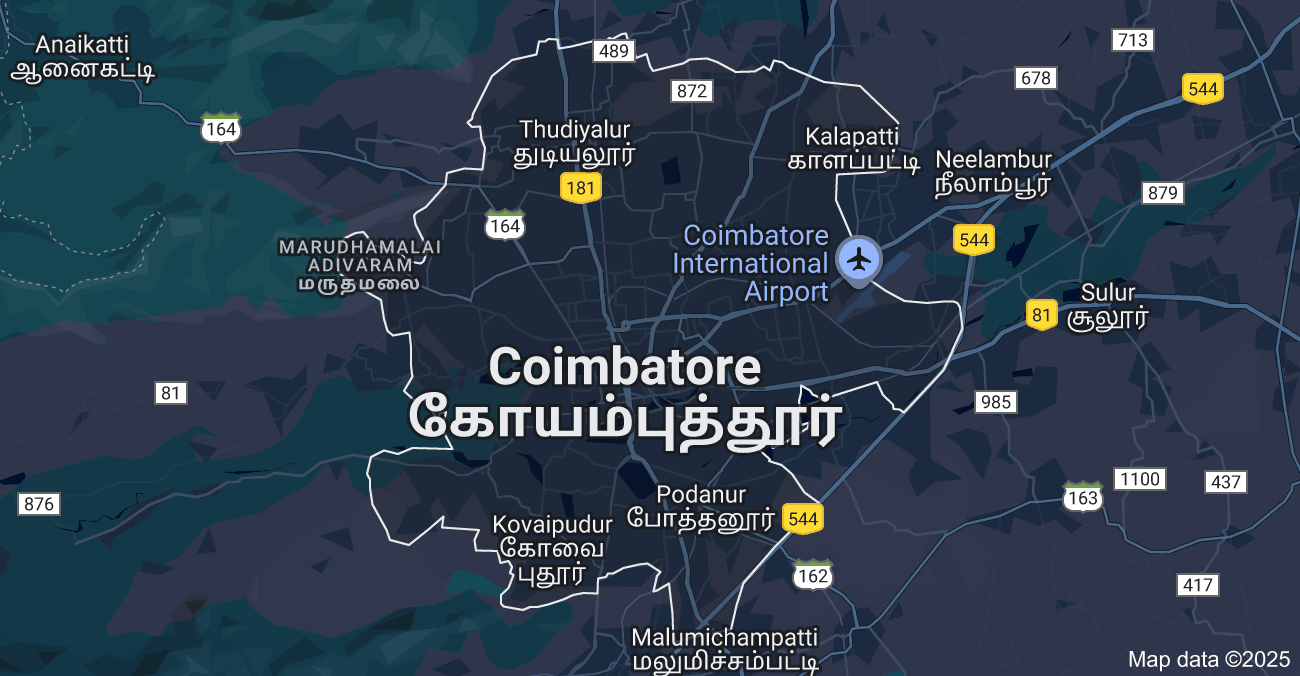 Anaikatti
ஆனைகட்டி
489
713
678
544
872
164
Thudiyalur
துடியலூர்
Kalapatti
காளப்பட்டி
Neelambur
நீலாம்பூர்
181
879
164
MARUDHAMALAI
ADIVARAM
மருதமலை
Coimbatore
International
Airport
544
Sulur
சூலூர்
81
Coimbatore
கோயம்புத்தூர்
81
985
876
Podanur
போத்தனூர்
544
163
1100
437
Kovaipudur
கோவை
புதூர்
162
417
Malumichampatti
மலுமிச்சம்பட்டி
Map data ©2025